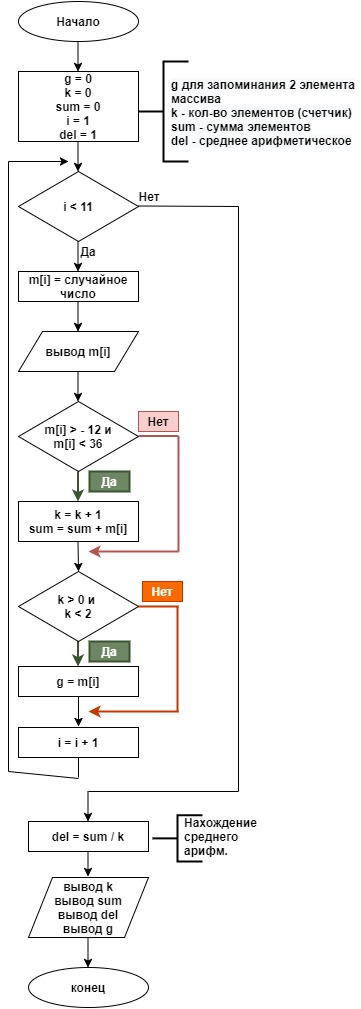 Начало
g = 0
k = 0
sum = 0
i = 1
del = 1
g для запоминания 2 элемента
массива
k - кол-во элементов (счетчик)
sum - сумма элементов
del - среднее арифметическое
i < 11
Нет
Да
m[i] = случайное
число
вывод m[i]
m[i] > - 12 и
m[i] < 36
Нет
Да
k = k + 1
sum = sum + m[i]
k > 0 и
k < 2
Нет
Да
g = m[i]
i = i + 1
del = sum / k
Нахождение
среднего
арифм.
вывод k
вывод sum
вывод del
вывод g
конец